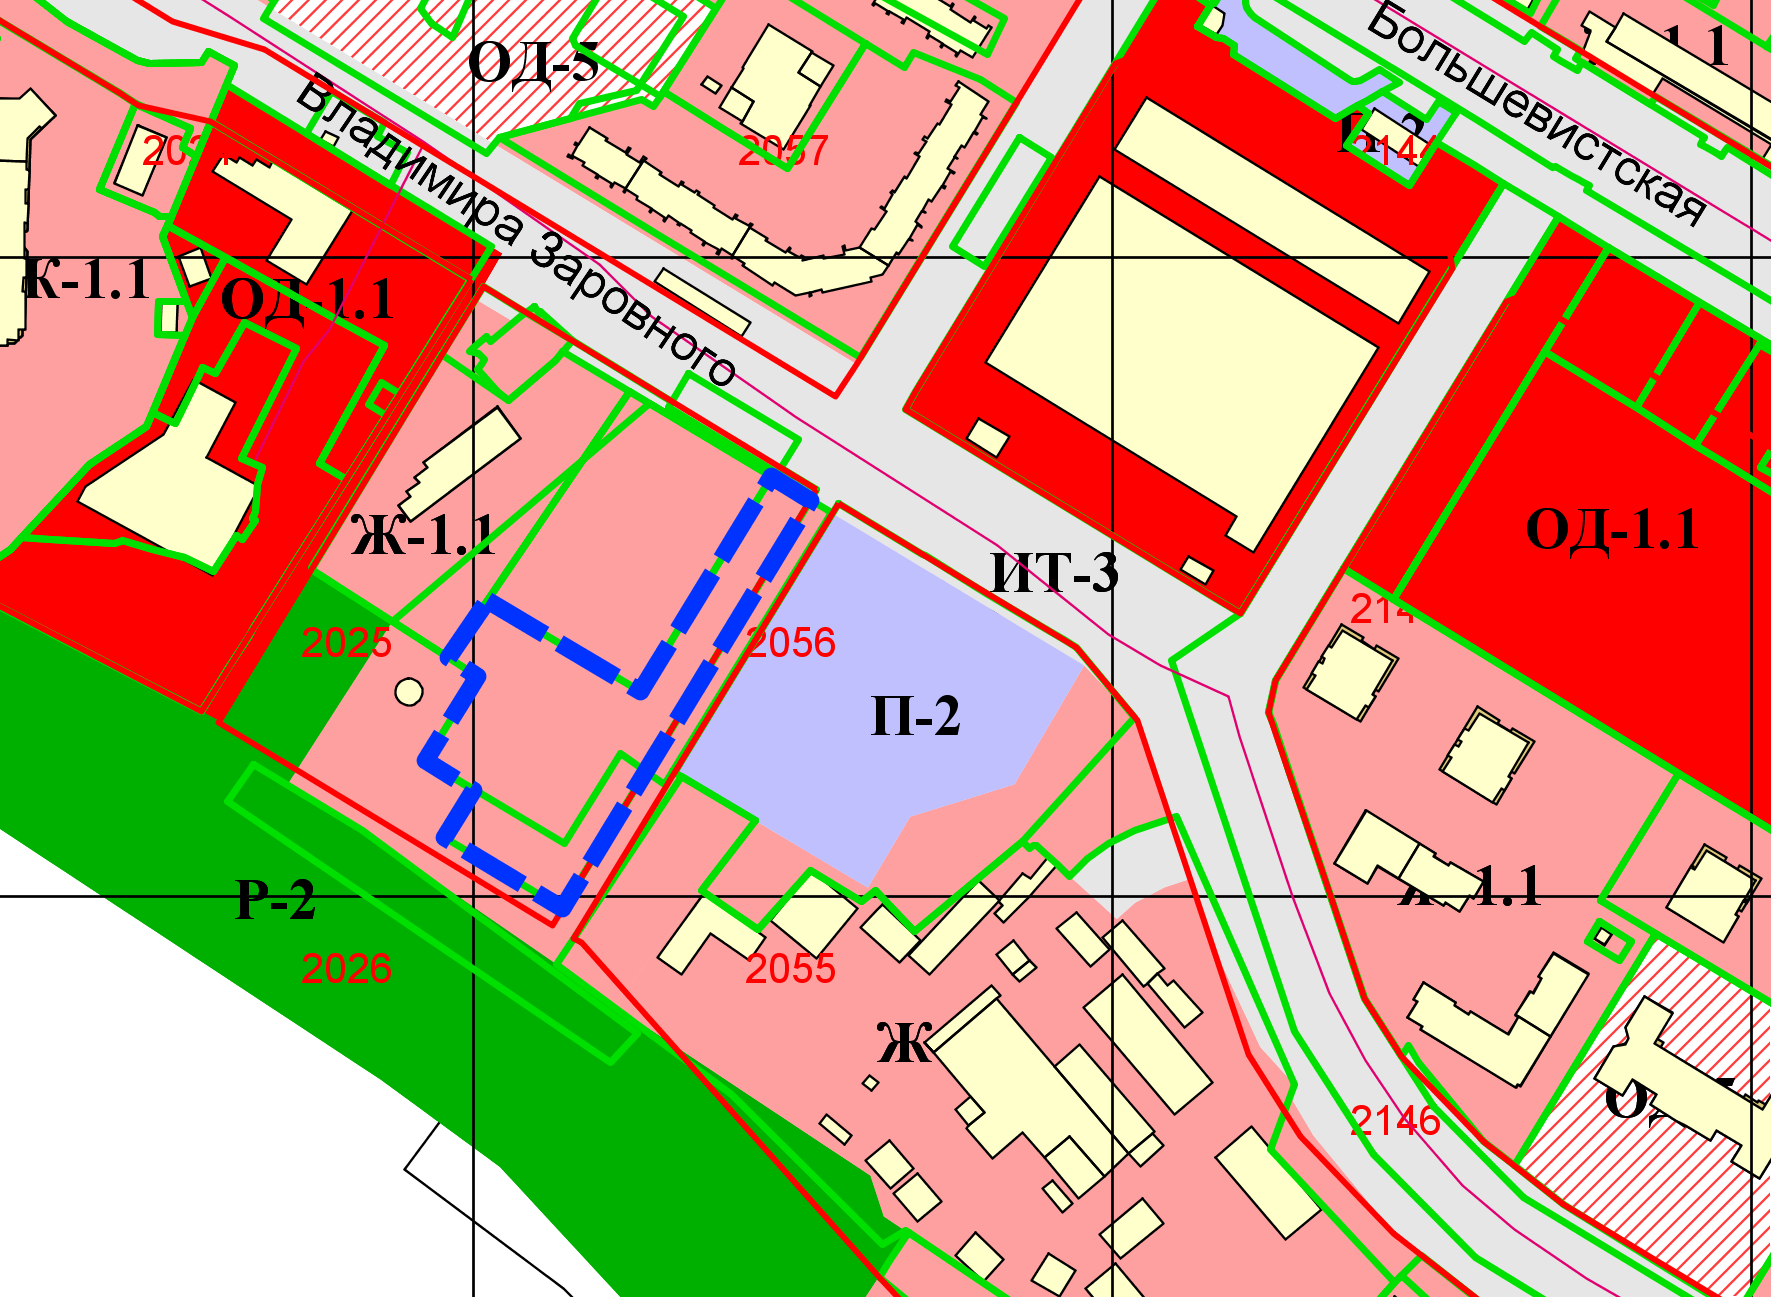 Большевистская
ОД-5
2057
Владимира Заровного
К-1.1
ОД-1.1
ОД-1.1
Ж-1.1
ИТ-3
2025
2056
П-2
Р-2
2026
2055
Ж
2146